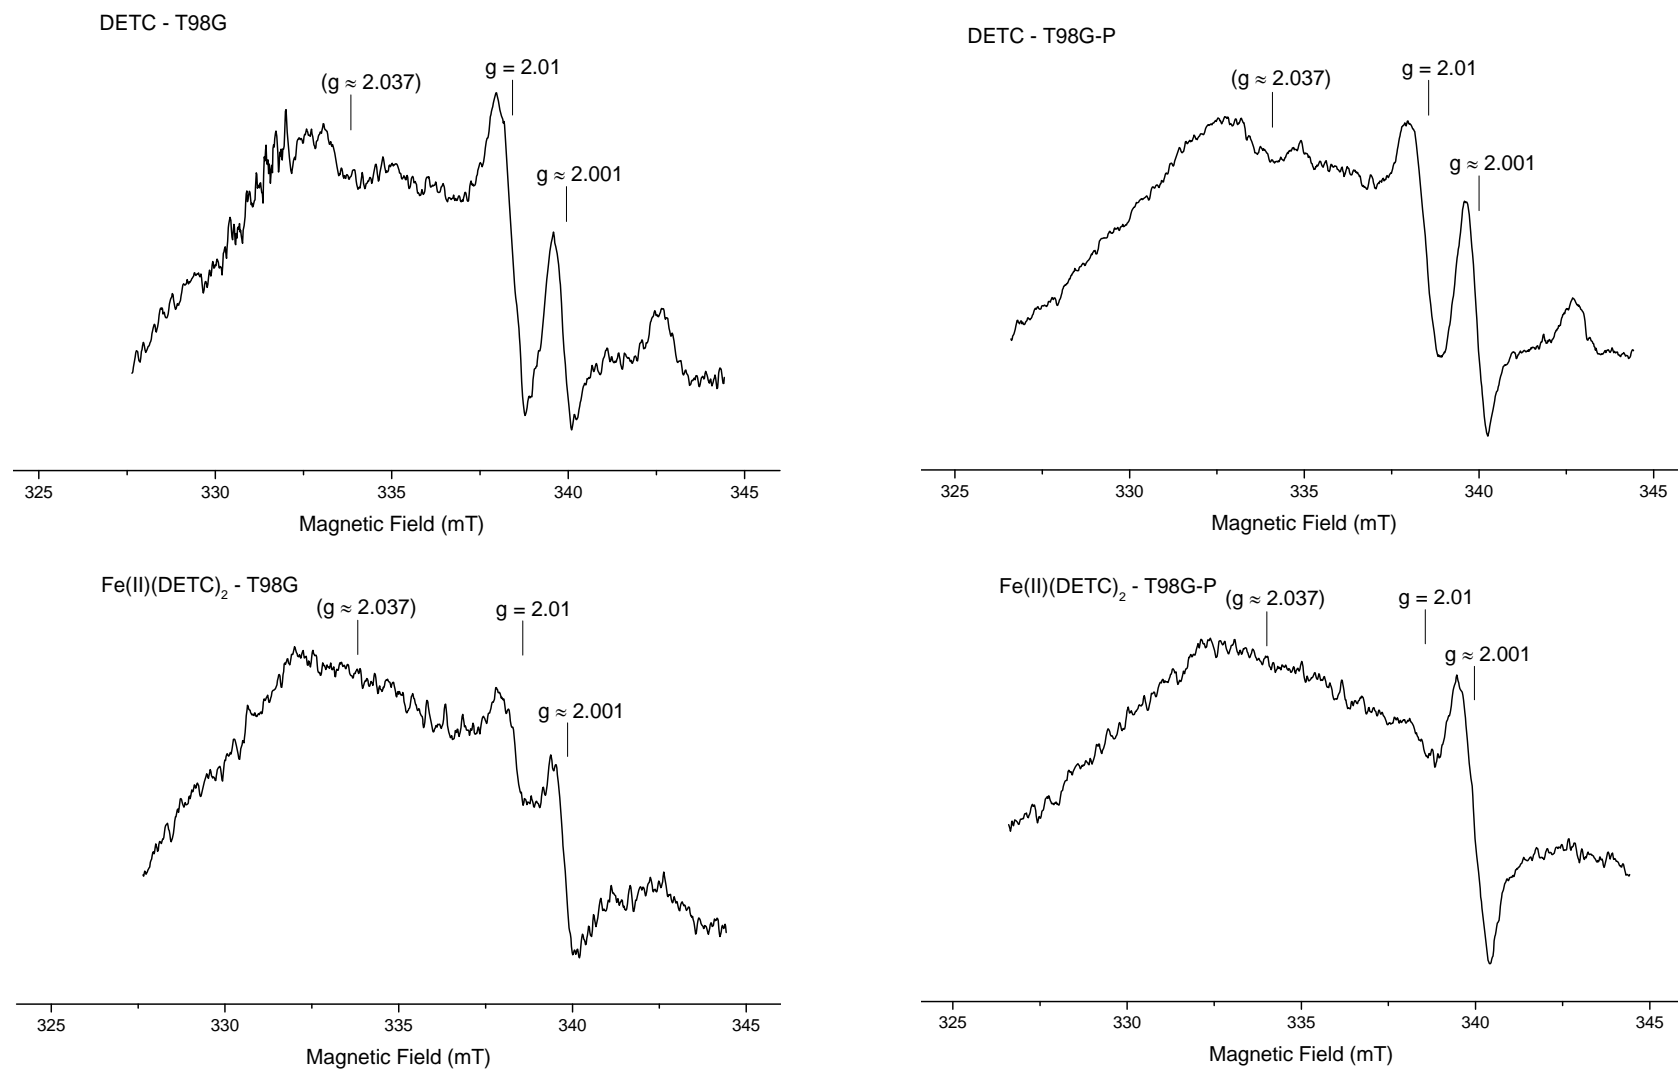 DETC - T98G
(g ≈ 2.037)
g = 2.01
g ≈ 2.001
325 330 335 340 345
Magnetic Field (mT)
DETC - T98G-P
(g ≈ 2.037)
g = 2.01
g ≈ 2.001
325 330 335 340 345
Magnetic Field (mT)
Fe(II)(DETC)₂ - T98G
(g ≈ 2.037)
g = 2.01
g ≈ 2.001
325 330 335 340 345
Magnetic Field (mT)
Fe(II)(DETC)₂ - T98G-P
(g ≈ 2.037)
g = 2.01
g ≈ 2.001
325 330 335 340 345
Magnetic Field (mT)